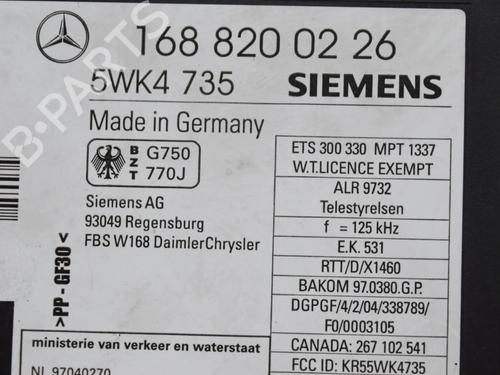 168 820 02 26
5WK4 735 SIEMENS
Made in Germany
BZT G750 770J
Siemens AG
93049 Regensburg
FBS W168 DaimlerChrysler
>PP - GF30<
ministerie van verkeer en waterstaat
NL 97040270
ETS 300 330 MPT 1337
W.T.LICENCE EXEMPT
ALR 9732
Telestyrelsen
f = 125 kHz
E.K. 531
RTT/D/X1460
BAKOM 97.0380.G.P.
DGPGF/4/2/04/338789/
F0/0003105
CANADA: 267 102 541
FCC ID: KR55WK4735